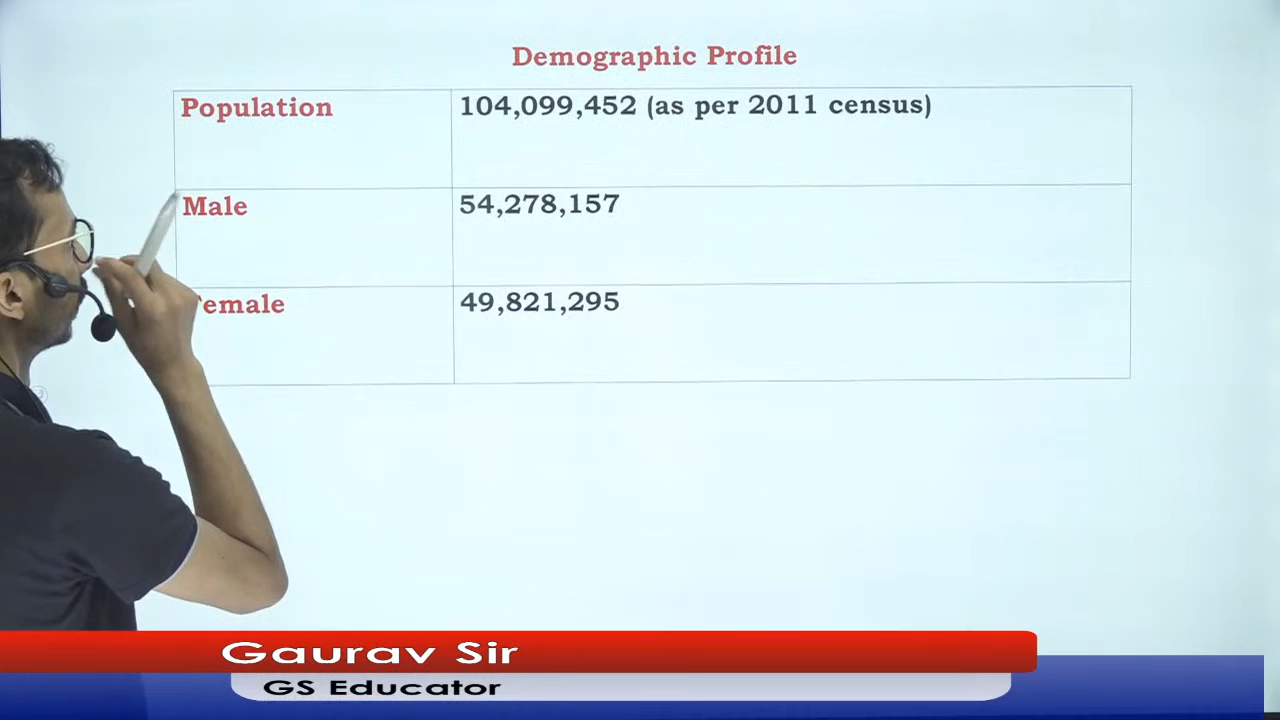 Demographic Profile
Population 104,099,452 (as per 2011 census)
Male 54,278,157
Female 49,821,295
Gaurav Sir
GS Educator